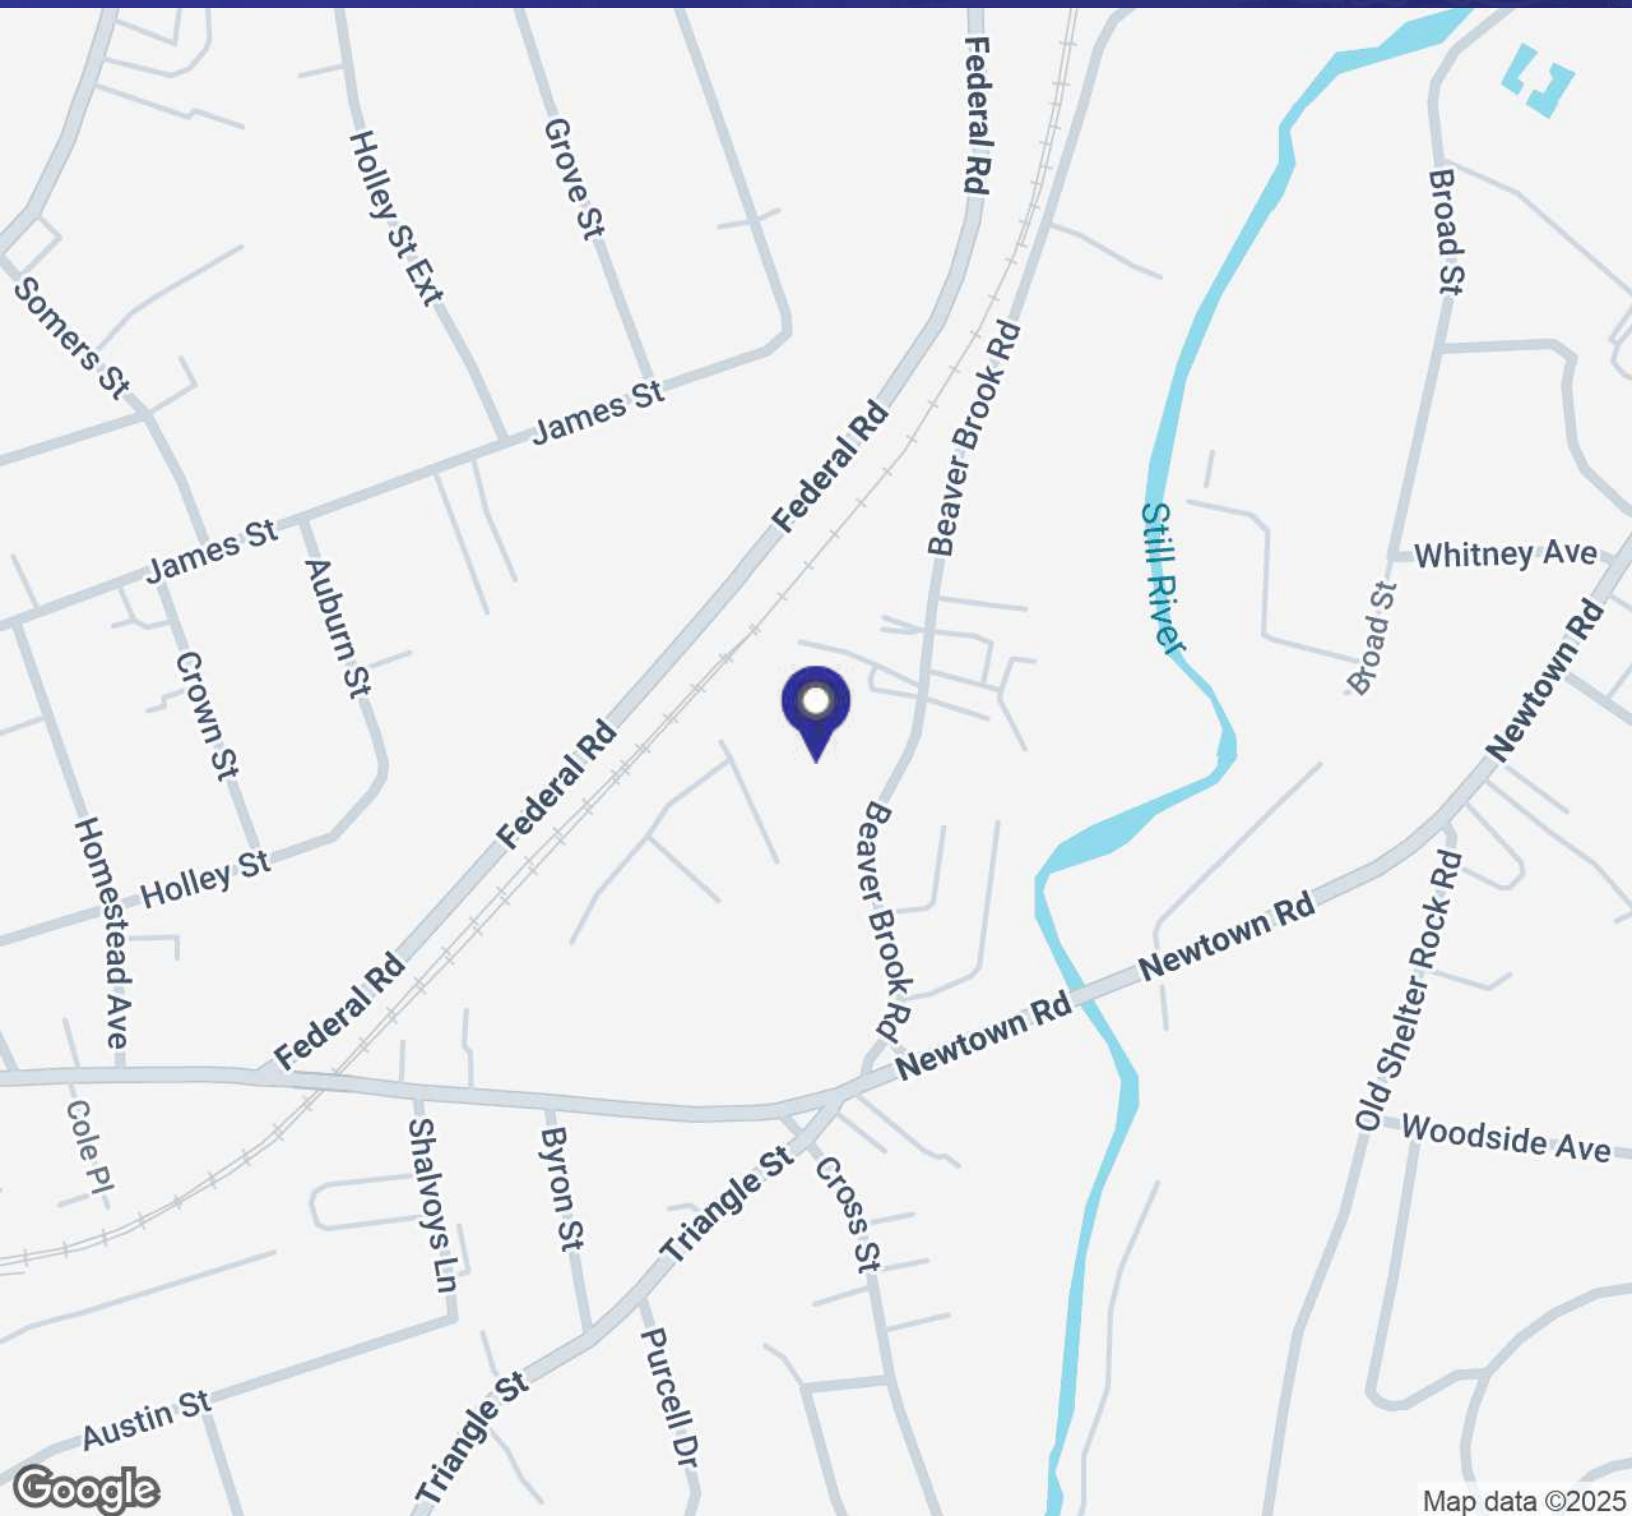 Federal Rd
Holley St Ext
Grove St
Broad St
Somers St
Beaver Brook Rd
James St
Federal Rd
Still River
James St
Whitney Ave
Auburn St
Broad St
Newtown Rd
Crown St
Federal Rd
Beaver Brook Rd
Homestead Ave
Holley St
Old Shelter Rock Rd
Newtown Rd
Federal Rd
Newtown Rd
Cole Pl
Shalvoys Ln
Byron St
Woodside Ave
Triangle St
Cross St
Purcell Dr
Austin St
Triangle St
Google
Map data ©2025